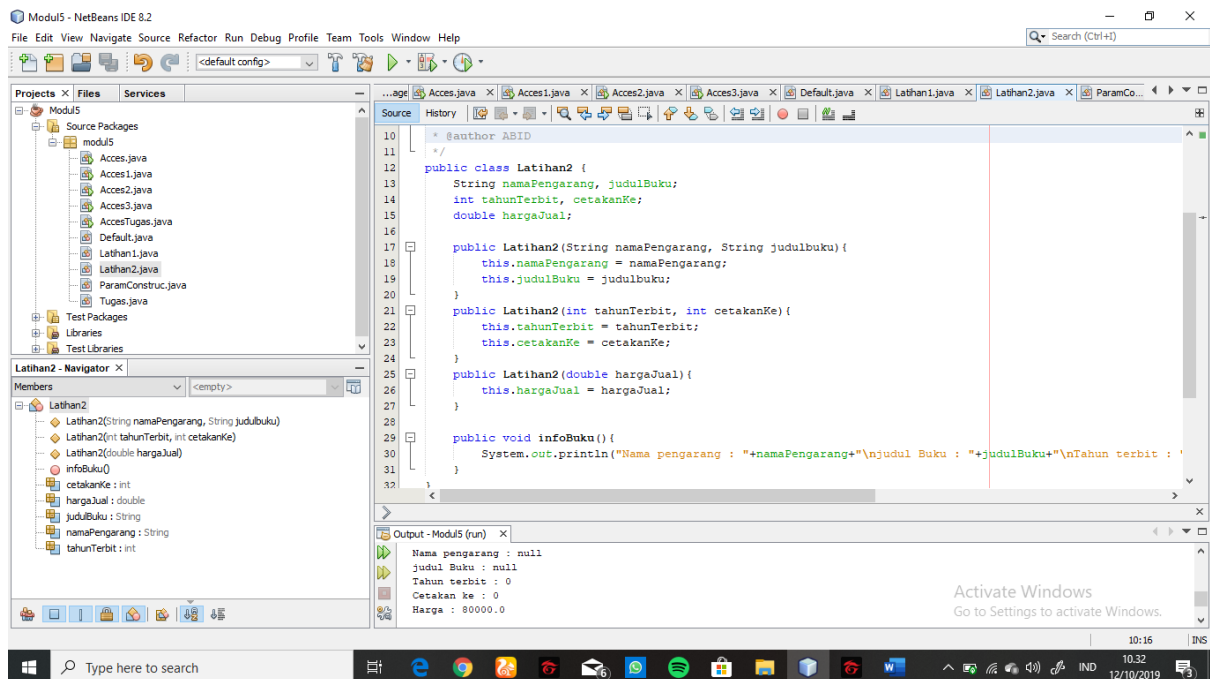 Modul5 - NetBeans IDE 8.2
File Edit View Navigate Source Refactor Run Debug Profile Team Tools Window Help
Search (Ctrl+I)
<default config>
Projects Files Services
...age Acces.java Acces1.java Acces2.java Acces3.java Default.java Latihan1.java Latihan2.java ParamCo...
Modul5
Source Packages
modul5
Acces.java
Acces1.java
Acces2.java
Acces3.java
AccesTugas.java
Default.java
Latihan1.java
Latihan2.java
ParamConstruc.java
Tugas.java
Test Packages
Libraries
Test Libraries
Source History
10 * @author ABID
11 */
12 public class Latihan2 {
13 String namaPengarang, judulBuku;
14 int tahunTerbit, cetakanKe;
15 double hargaJual;
16
17 public Latihan2(String namaPengarang, String judulbuku){
18 this.namaPengarang = namaPengarang;
19 this.judulBuku = judulbuku;
20 }
21 public Latihan2(int tahunTerbit, int cetakanKe){
22 this.tahunTerbit = tahunTerbit;
23 this.cetakanKe = cetakanKe;
24 }
25 public Latihan2(double hargaJual){
26 this.hargaJual = hargaJual;
27 }
28
29 public void infoBuku(){
30 System.out.println("Nama pengarang : "+namaPengarang+"\njudul Buku : "+judulBuku+"\nTahun terbit : "
31 }
32 }
Latihan2 - Navigator
Members <empty>
Latihan2
Latihan2(String namaPengarang, String judulbuku)
Latihan2(int tahunTerbit, int cetakanKe)
Latihan2(double hargaJual)
infoBuku()
cetakanKe : int
hargaJual : double
judulBuku : String
namaPengarang : String
tahunTerbit : int
Output - Modul5 (run)
Nama pengarang : null
judul Buku : null
Tahun terbit : 0
Cetakan ke : 0
Harga : 80000.0
Activate Windows
Go to Settings to activate Windows.
10:16 INS
Type here to search
6
W
IND
10.32
12/10/2019
3